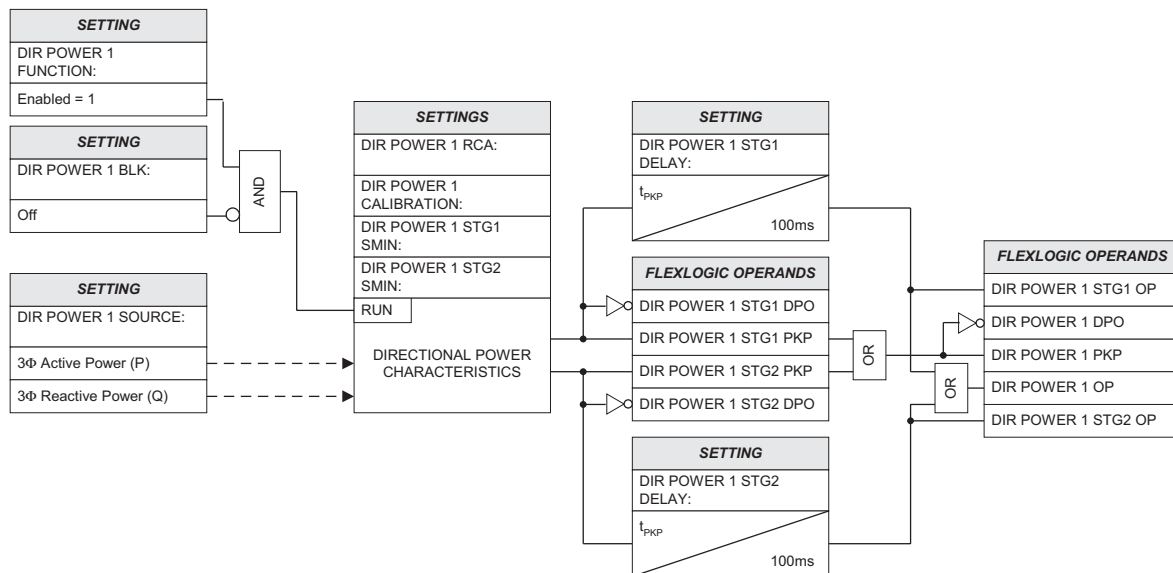 SETTING
DIR POWER 1
FUNCTION:
Enabled = 1
SETTING
DIR POWER 1 BLK:
Off
AND
SETTING
DIR POWER 1 SOURCE:
3Φ Active Power (P)
3Φ Reactive Power (Q)
SETTINGS
DIR POWER 1 RCA:
DIR POWER 1
CALIBRATION:
DIR POWER 1 STG1
SMIN:
DIR POWER 1 STG2
SMIN:
RUN
DIRECTIONAL POWER
CHARACTERISTICS
SETTING
DIR POWER 1 STG1
DELAY:
tPKP
100ms
FLEXLOGIC OPERANDS
DIR POWER 1 STG1 DPO
DIR POWER 1 STG1 PKP
DIR POWER 1 STG2 PKP
DIR POWER 1 STG2 DPO
SETTING
DIR POWER 1 STG2
DELAY:
tPKP
100ms
OR
OR
FLEXLOGIC OPERANDS
DIR POWER 1 STG1 OP
DIR POWER 1 DPO
DIR POWER 1 PKP
DIR POWER 1 OP
DIR POWER 1 STG2 OP